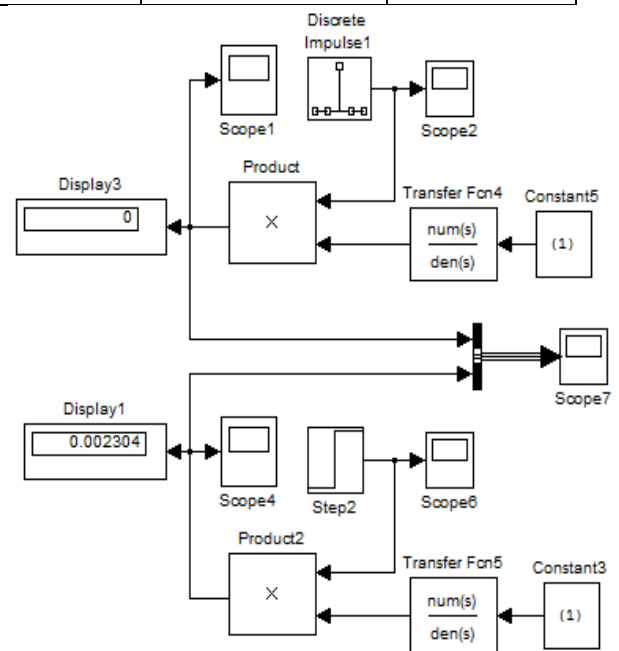 Discrete
Impulse1
Scope1
Scope2
Display3
0
Product
X
Transfer Fcn4
num(s)
den(s)
Constant5
(1)
Scope7
Display1
0.002304
Scope4
Step2
Scope6
Product2
X
Transfer Fcn5
num(s)
den(s)
Constant3
(1)